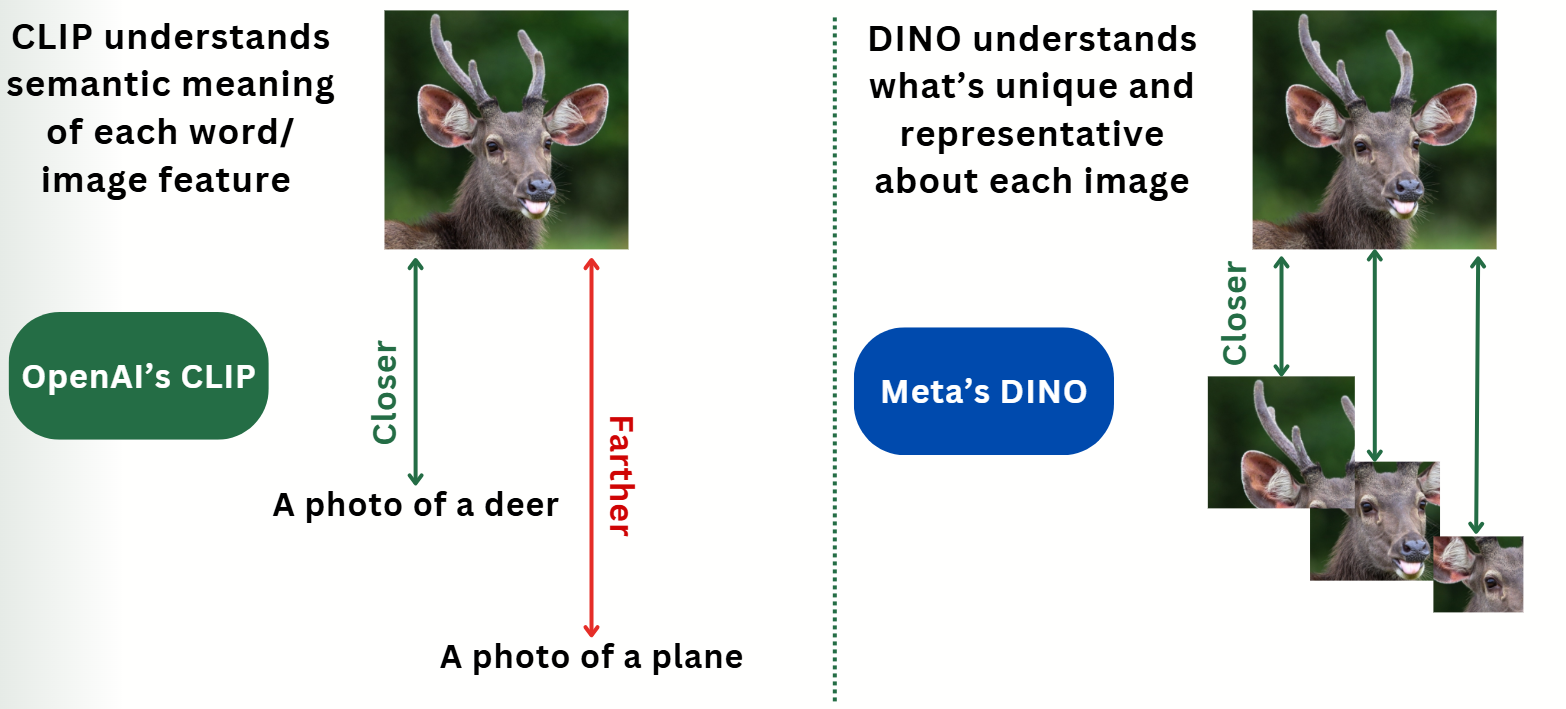 CLIP understands
semantic meaning
of each word/
image feature
OpenAI’s CLIP
Closer
Farther
A photo of a deer
A photo of a plane
DINO understands
what’s unique and
representative
about each image
Closer
Meta’s DINO